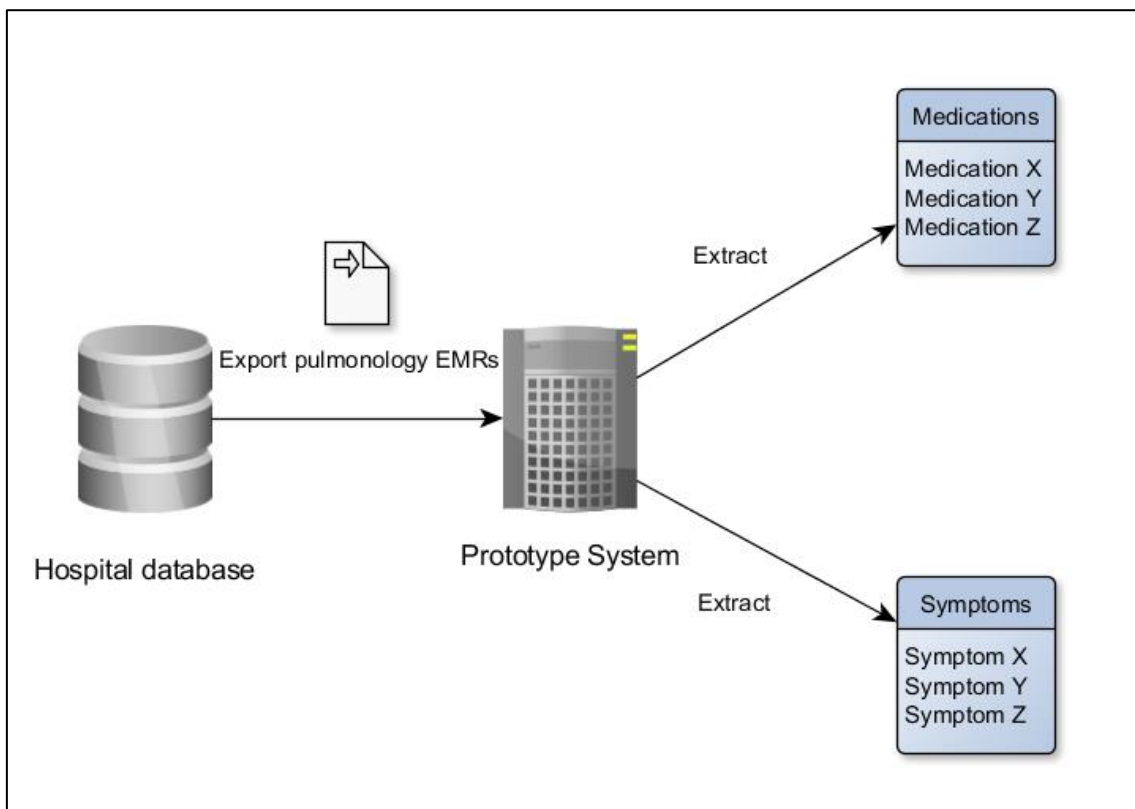 Medications
Medication X
Medication Y
Medication Z
Extract
Export pulmonology EMRs
Hospital database
Prototype System
Extract
Symptoms
Symptom X
Symptom Y
Symptom Z